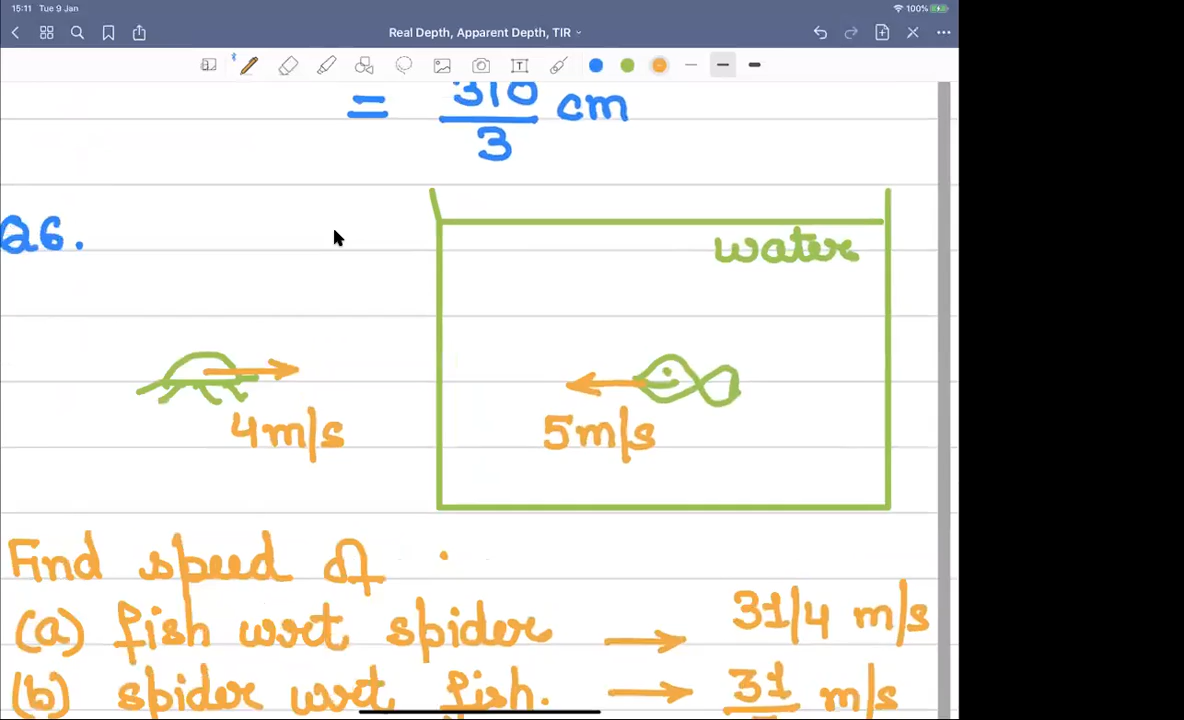 15:11 Tue 9 Jan
100%
Real Depth, Apparent Depth, TIR
= 310/3 cm
Q6.
water
4m/s
5m/s
Find speed of :
(a) fish wrt spider → 31/4 m/s
(b) spider wrt fish. → 31 m/s